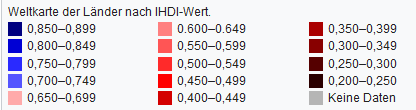 Weltkarte der Länder nach IHDI-Wert.
0,850–0,899 0.600–0.649 0,350–0,399
0,800–0,849 0,550–0,599 0,300–0,349
0,750–0,799 0,500–0,549 0,250–0,300
0,700–0,749 0,450–0,499 0,200–0,250
0,650–0,699 0,400–0,449 Keine Daten